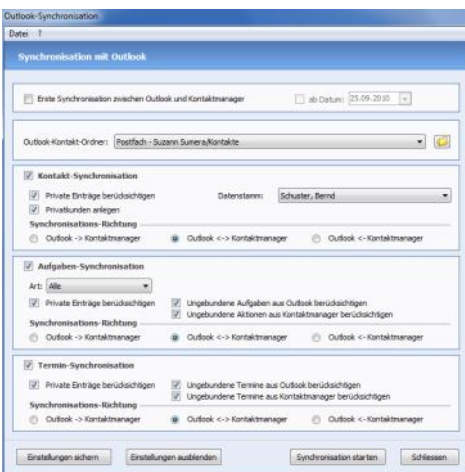 Outlook-Synchronisation
Datei ?
Synchronisation mit Outlook
Erste Synchronisation zwischen Outlook und Kontaktmanager ab Datum: 25.09.2010
Outlook-Kontakt-Ordner: Postfach - Suzann Sumera/Kontakte
Kontakt-Synchronisation
Private Einträge berücksichtigen Datenstamm: Schuster, Bernd
Privatkunden anlegen
Synchronisations-Richtung
Outlook -> Kontaktmanager Outlook <-> Kontaktmanager Outlook <- Kontaktmanager
Aufgaben-Synchronisation
Art: Alle
Private Einträge berücksichtigen Ungebundene Aufgaben aus Outlook berücksichtigen
Ungebundene Aktionen aus Kontaktmanager berücksichtigen
Synchronisations-Richtung
Outlook -> Kontaktmanager Outlook <-> Kontaktmanager Outlook <- Kontaktmanager
Termin-Synchronisation
Private Einträge berücksichtigen Ungebundene Termine aus Outlook berücksichtigen
Ungebundene Termine aus Kontaktmanager berücksichtigen
Synchronisations-Richtung
Outlook -> Kontaktmanager Outlook <-> Kontaktmanager Outlook <- Kontaktmanager
Einstellungen sichern Einstellungen ausblenden Synchronisation starten Schliessen